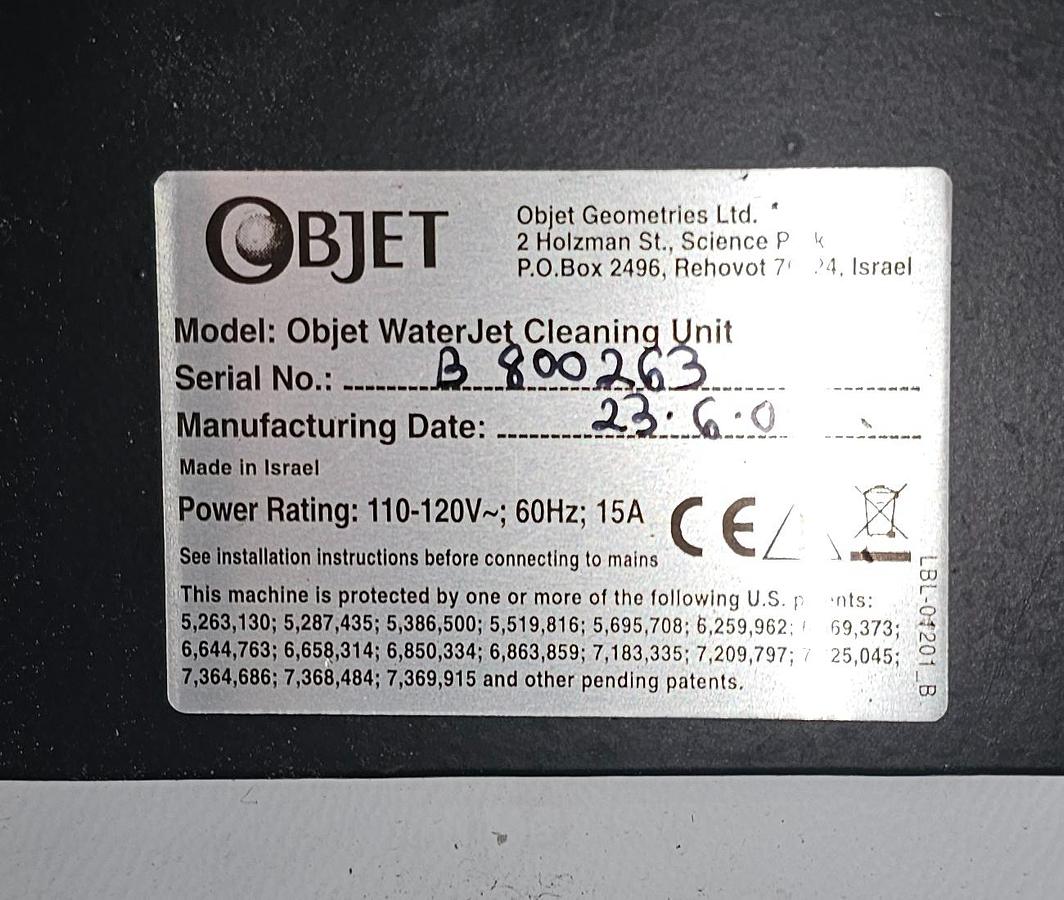 OBJET
Objet Geometries Ltd.
2 Holzman St., Science
P.O.Box 2496, Rehovot Israel
Model: Objet WaterJet Cleaning Unit
Serial No.: B 800263
Manufacturing Date: 23.6.0
Made in Israel
Power Rating: 110-120V~; 60Hz; 15A
CE
See installation instructions before connecting to mains
This machine is protected by one or more of the following U.S.
5,263,130; 5,287,435; 5,386,500; 5,519,816; 5,695,708; 6,259,962;
6,644,763; 6,658,314; 6,850,334; 6,863,859; 7,183,335; 7,209,797;
7,364,686; 7,368,484; 7,369,915 and other pending patents.
LBL-01201_B